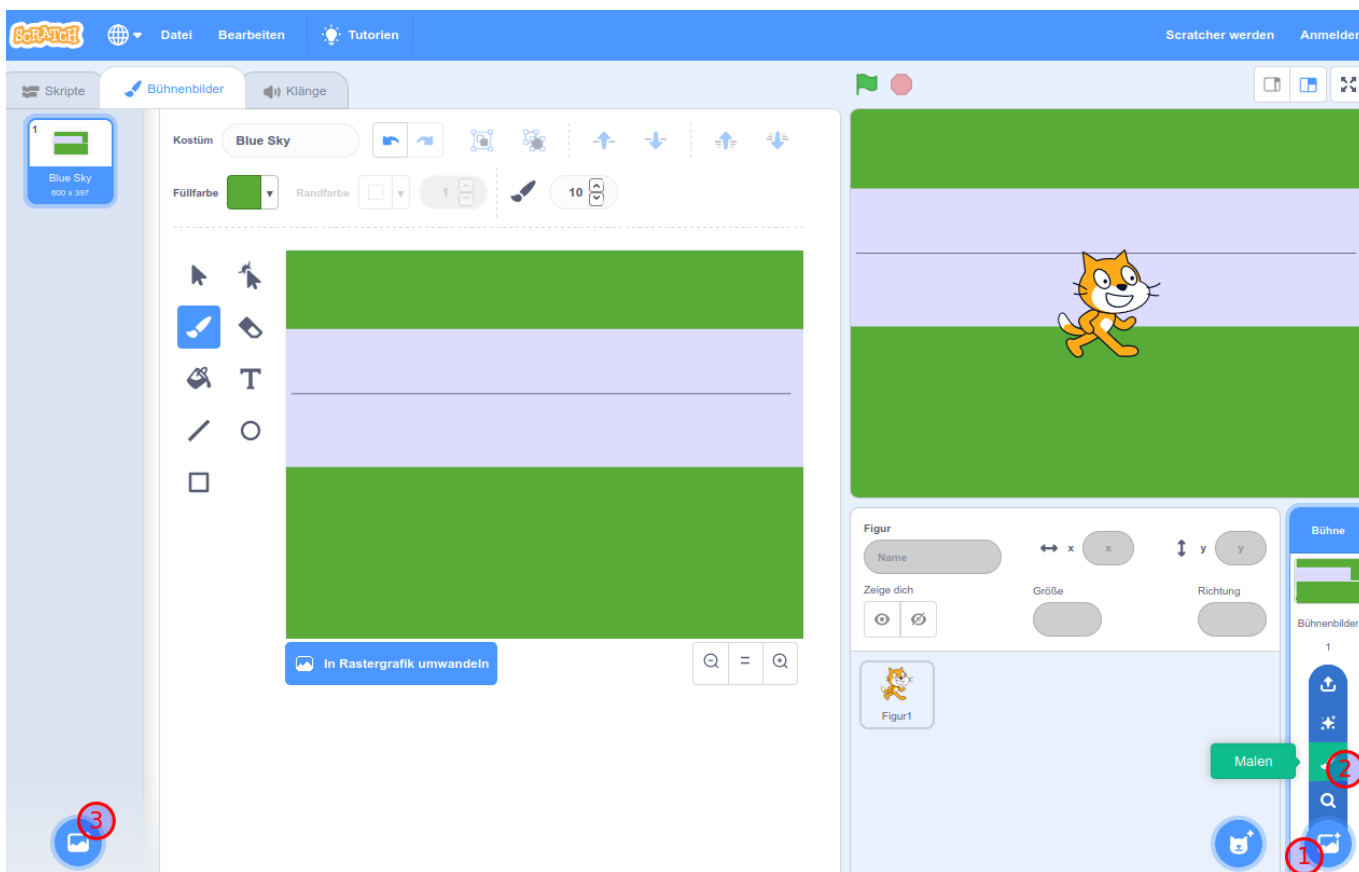 SCRATCH Datei Bearbeiten Tutorien Scratcher werden Anmelden
Skripte Bühnenbilder Klänge
1
Blue Sky
600 x 397
Kostüm Blue Sky
Füllfarbe Randfarbe 1 10
T
In Rastergrafik umwandeln
=
Figur
Name x x y y
Zeige dich Größe Richtung
Figur1
Bühne
Bühnenbilder
1
Malen
2
3
1